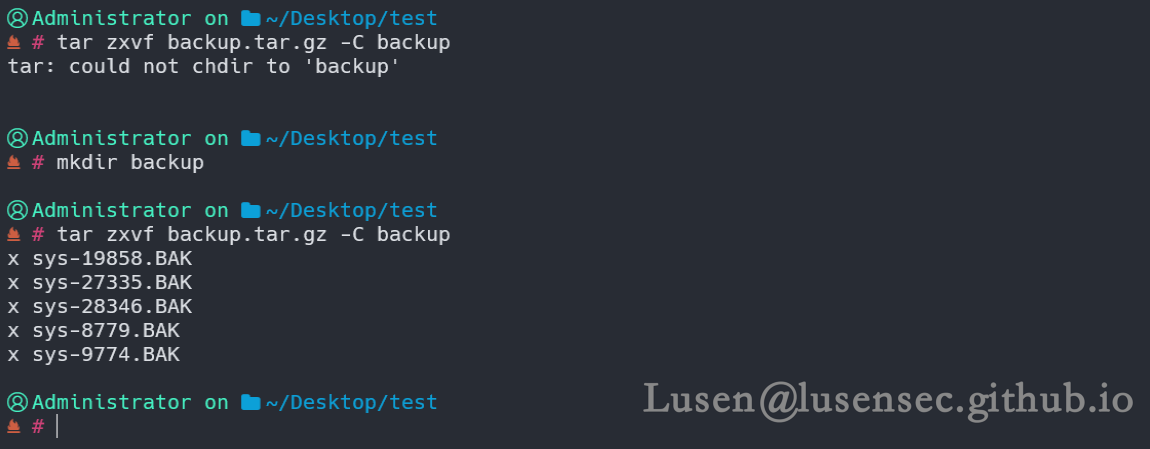 Administrator on ~/Desktop/test
# tar zxvf backup.tar.gz -C backup
tar: could not chdir to 'backup'
Administrator on ~/Desktop/test
# mkdir backup
Administrator on ~/Desktop/test
# tar zxvf backup.tar.gz -C backup
x sys-19858.BAK
x sys-27335.BAK
x sys-28346.BAK
x sys-8779.BAK
x sys-9774.BAK
Administrator on ~/Desktop/test
#
Lusen@lusensec.github.io